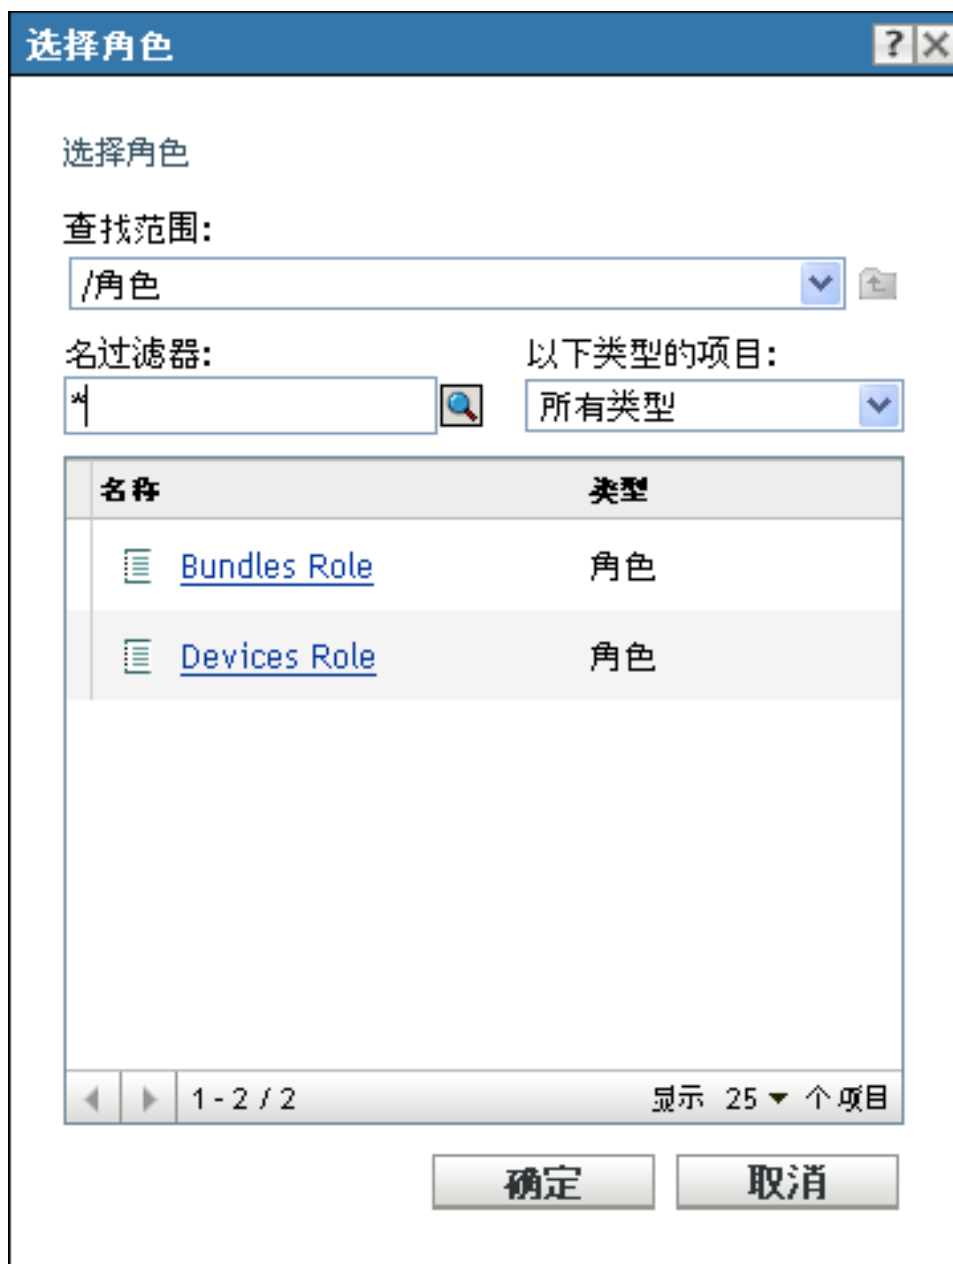 选择角色 ?
选择角色
查找范围:
/角色
名过滤器: 以下类型的项目:
* 所有类型
名称 类型
Bundles Role 角色
Devices Role 角色
1 - 2 / 2 显示 25 个项目
确定 取消